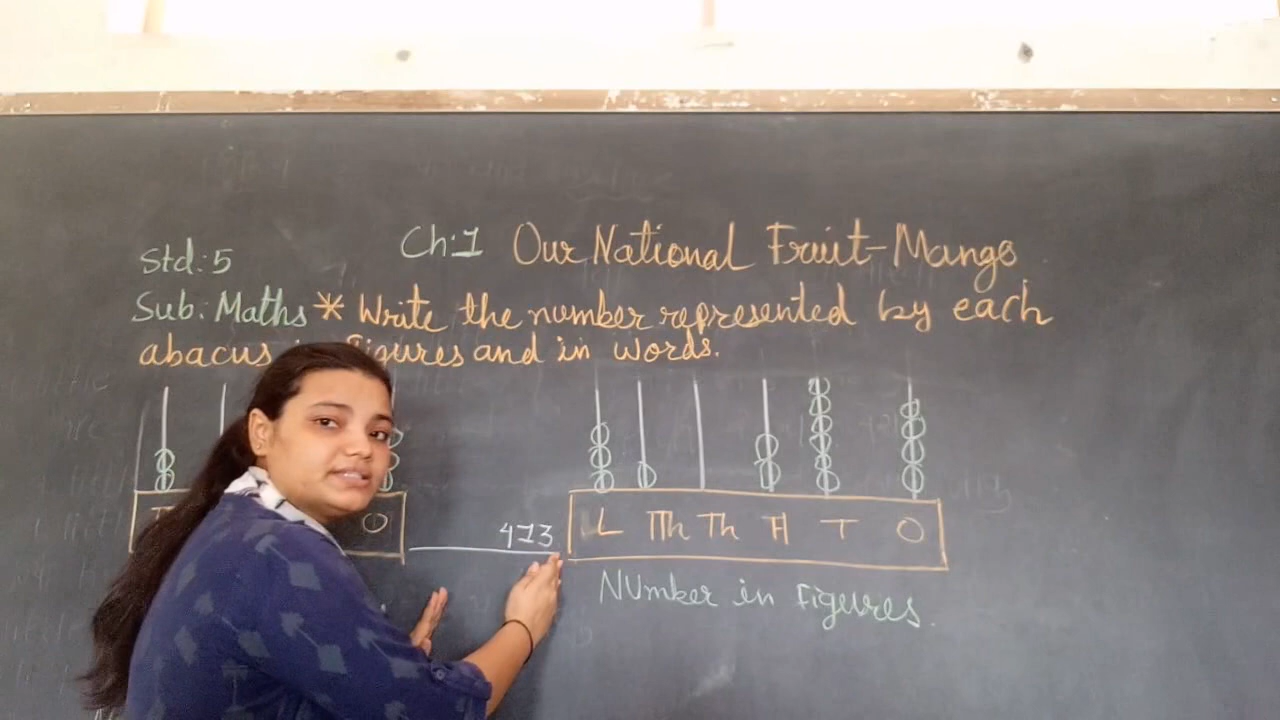 Std: 5
Ch: 1 Our National Fruit-Mango
Sub: Maths * Write the number represented by each
abacus figures and in words.
T O 473 L TTh Th H T O
Number in figures.